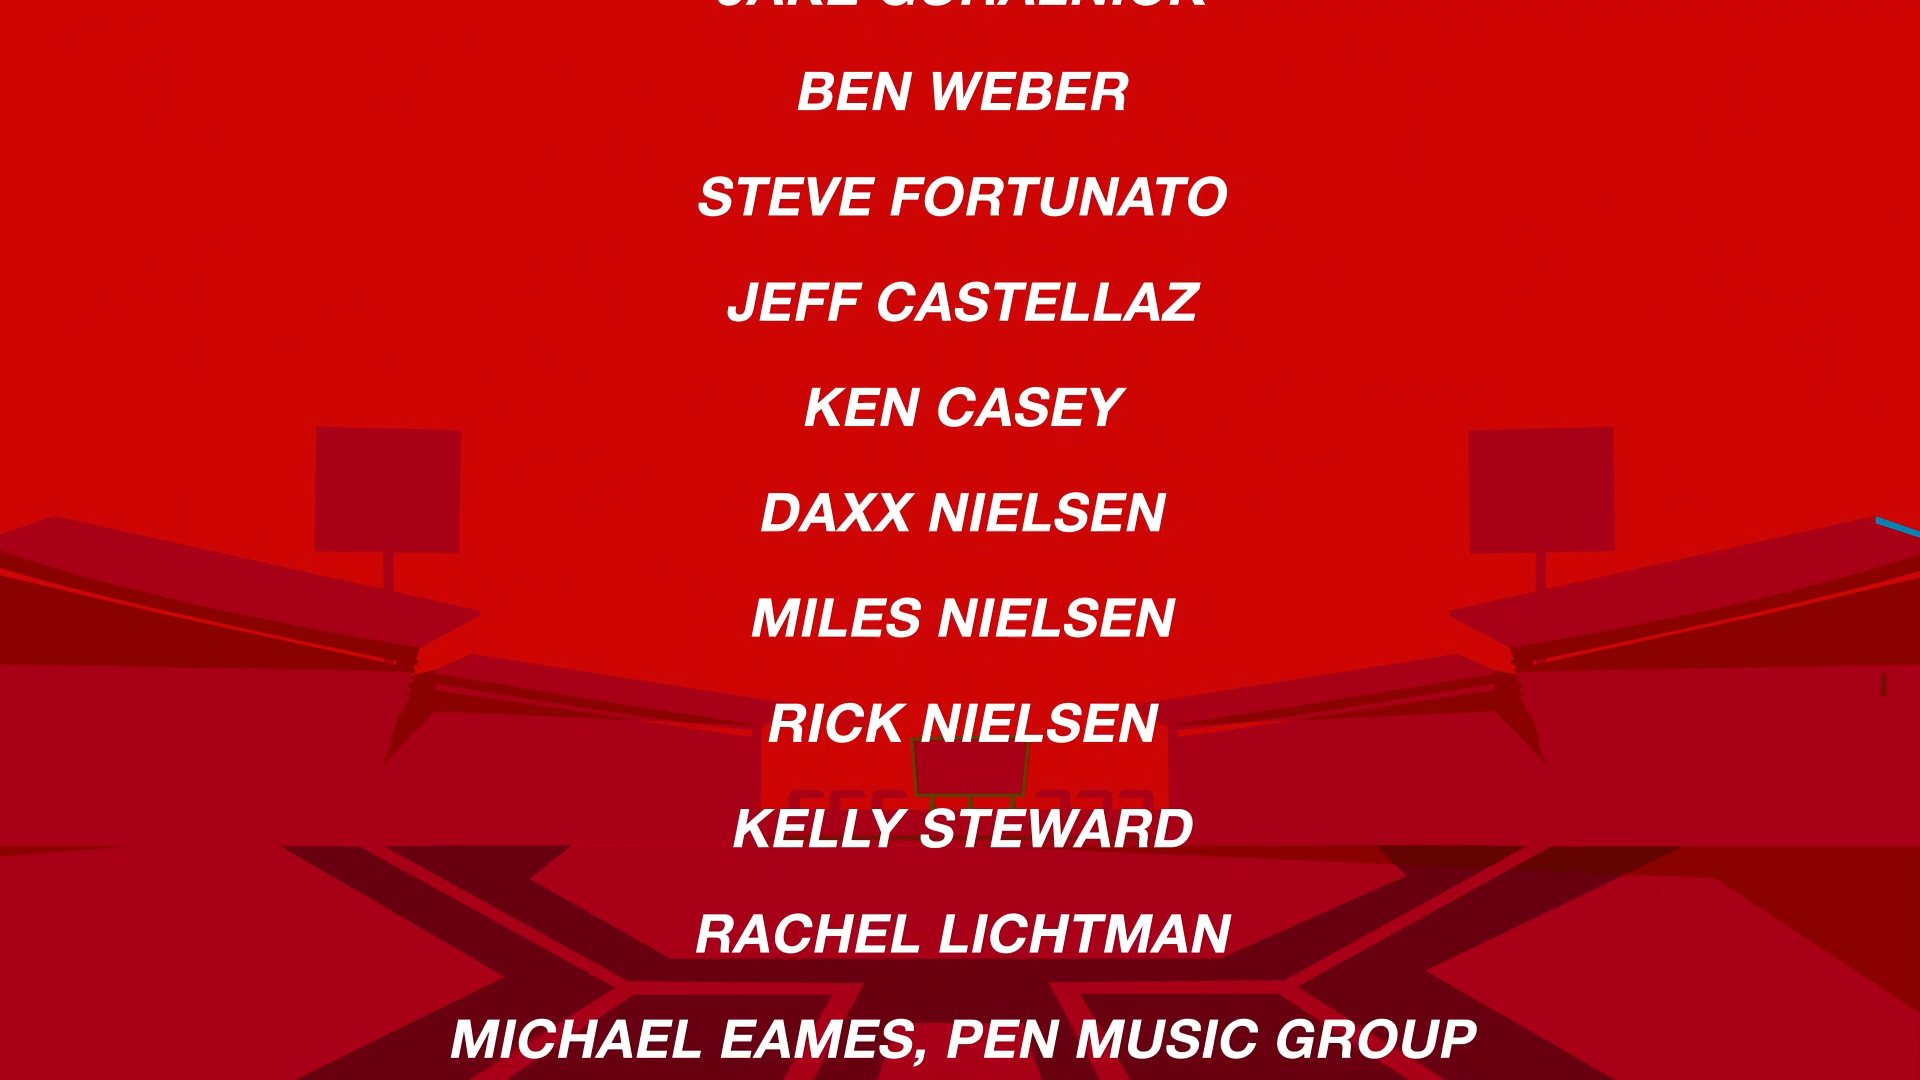 BEN WEBER
STEVE FORTUNATO
JEFF CASTELLAZ
KEN CASEY
DAXX NIELSEN
MILES NIELSEN
RICK NIELSEN
KELLY STEWARD
RACHEL LICHTMAN
MICHAEL EAMES, PEN MUSIC GROUP